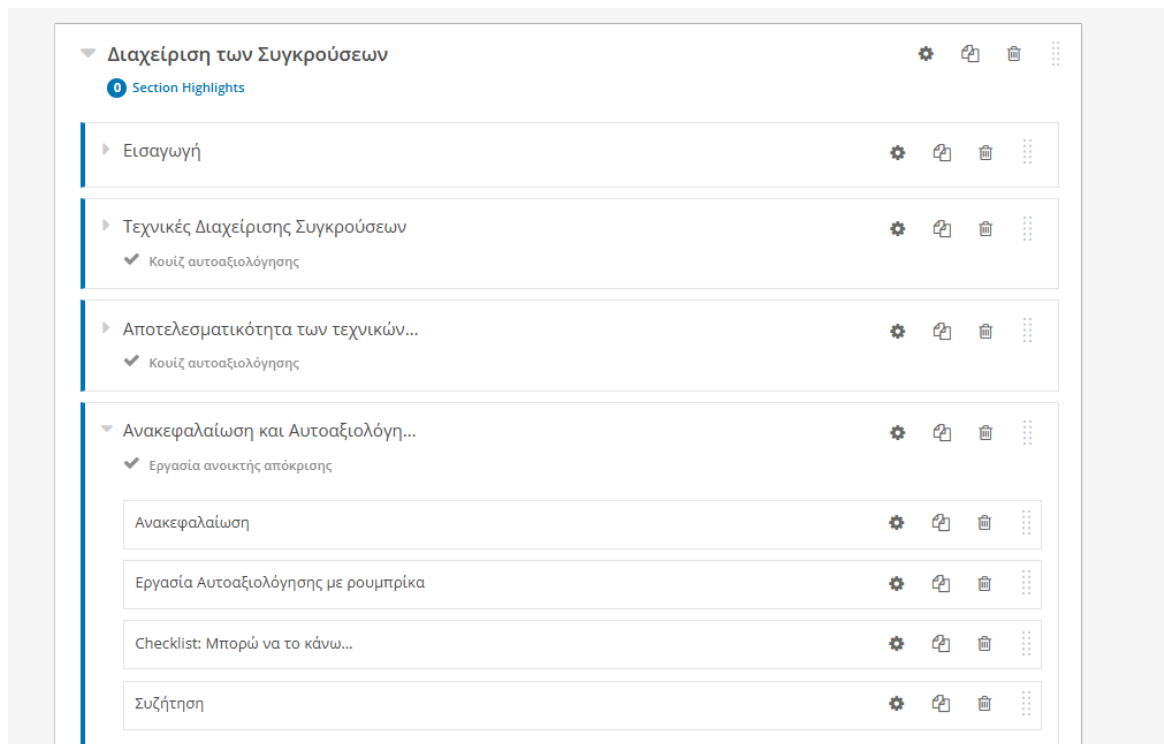 Διαχείριση των Συγκρούσεων
0 Section Highlights
Εισαγωγή
Τεχνικές Διαχείρισης Συγκρούσεων
Κουίζ αυτοαξιολόγησης
Αποτελεσματικότητα των τεχνικών...
Κουίζ αυτοαξιολόγησης
Ανακεφαλαίωση και Αυτοαξιολόγη...
Εργασία ανοικτής απόκρισης
Ανακεφαλαίωση
Εργασία Αυτοαξιολόγησης με ρουμπρίκα
Checklist: Μπορώ να το κάνω...
Συζήτηση